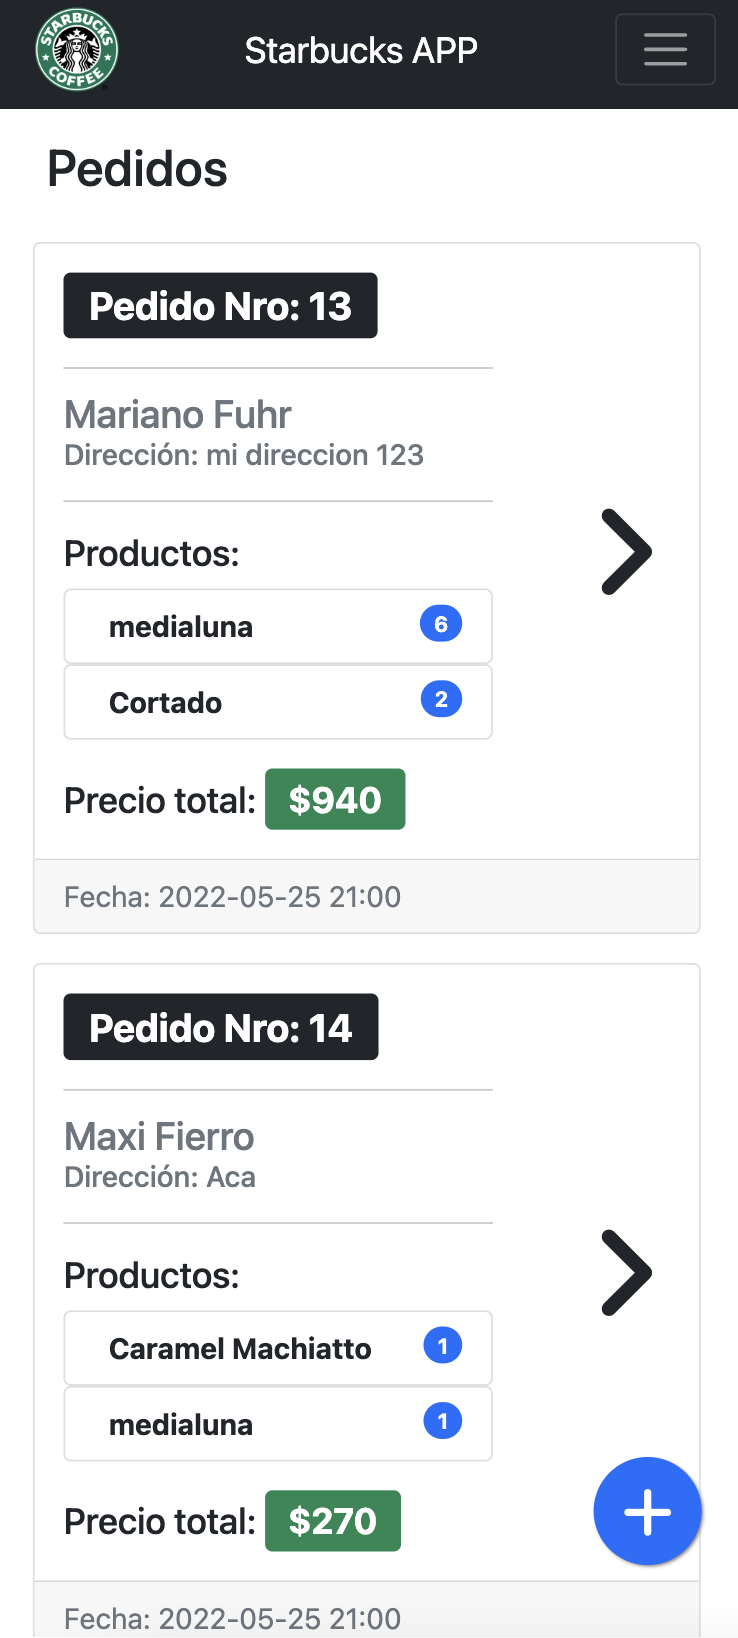 STARBUCKS
COFFEE
Starbucks APP
Pedidos
Pedido Nro: 13
Mariano Fuhr
Dirección: mi direccion 123
Productos:
medialuna 6
Cortado 2
Precio total: $940
Fecha: 2022-05-25 21:00
Pedido Nro: 14
Maxi Fierro
Dirección: Aca
Productos:
Caramel Machiatto 1
medialuna 1
Precio total: $270
Fecha: 2022-05-25 21:00